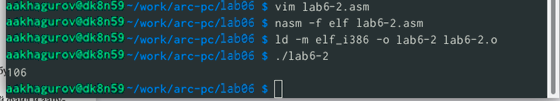 aakhagurov@dk8n59~/work/arc-pc/lab06 $ vim lab6-2.asm
aakhagurov@dk8n59~/work/arc-pc/lab06 $ nasm -f elf lab6-2.asm
aakhagurov@dk8n59~/work/arc-pc/lab06 $ ld -m elf_i386 -o lab6-2 lab6-2.o
aakhagurov@dk8n59~/work/arc-pc/lab06 $ ./lab6-2
106
aakhagurov@dk8n59~/work/arc-pc/lab06 $